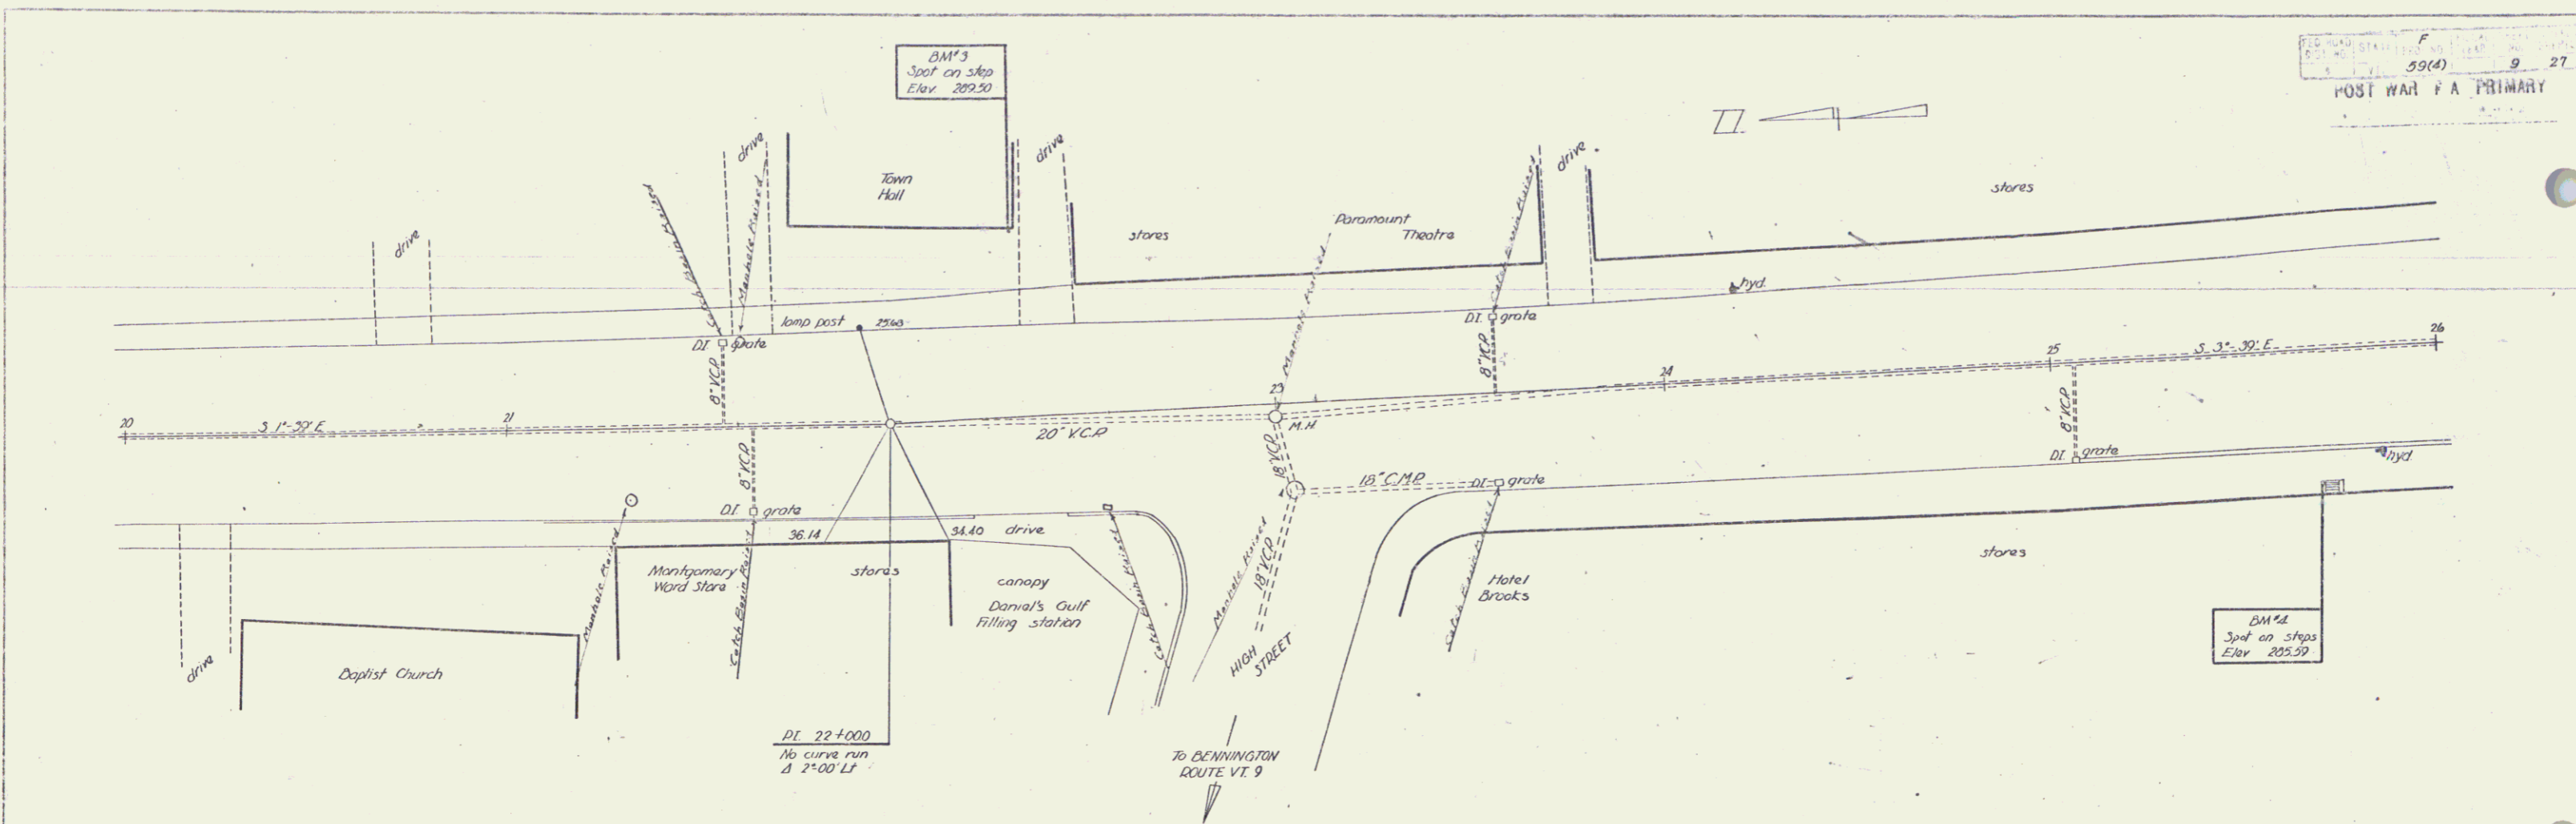 BM#3
Spot on step
Elev. 289.50
F
59(4) 9 27
POST WAR F A PRIMARY
drive
drive
drive
drive
Town
Hall
stores
Paramount
Theatre
stores
Catch Basin Raised
Manhole Raised
Manhole Raised
Catch Basin Raised
hyd.
lamp post 25.63
D.I. grate
D.I. grate
8" V.C.P.
8" V.C.P.
20
S 1°-39' E
21
23
24
25
S 3°-39' E
26
20" V.C.P.
M.H.
8" V.C.P.
18" V.C.P.
8" V.C.P.
D.I. grate
hyd
18" C.M.P.
D.I. grate
D.I. grate
36.14
34.40
drive
Manhole Raised
Montgomery
Ward Store
Catch Basin Raised
stores
canopy
Daniel's Gulf
Filling station
Catch Basin Raised
Manhole Raised
18" V.C.P.
HIGH
STREET
Catch Basin Raised
Hotel
Brooks
stores
drive
Baptist Church
BM#4
Spot on steps
Elev 285.59
P.I. 22+000
No curve run
Δ 2°-00' Lt
To BENNINGTON
ROUTE VT. 9